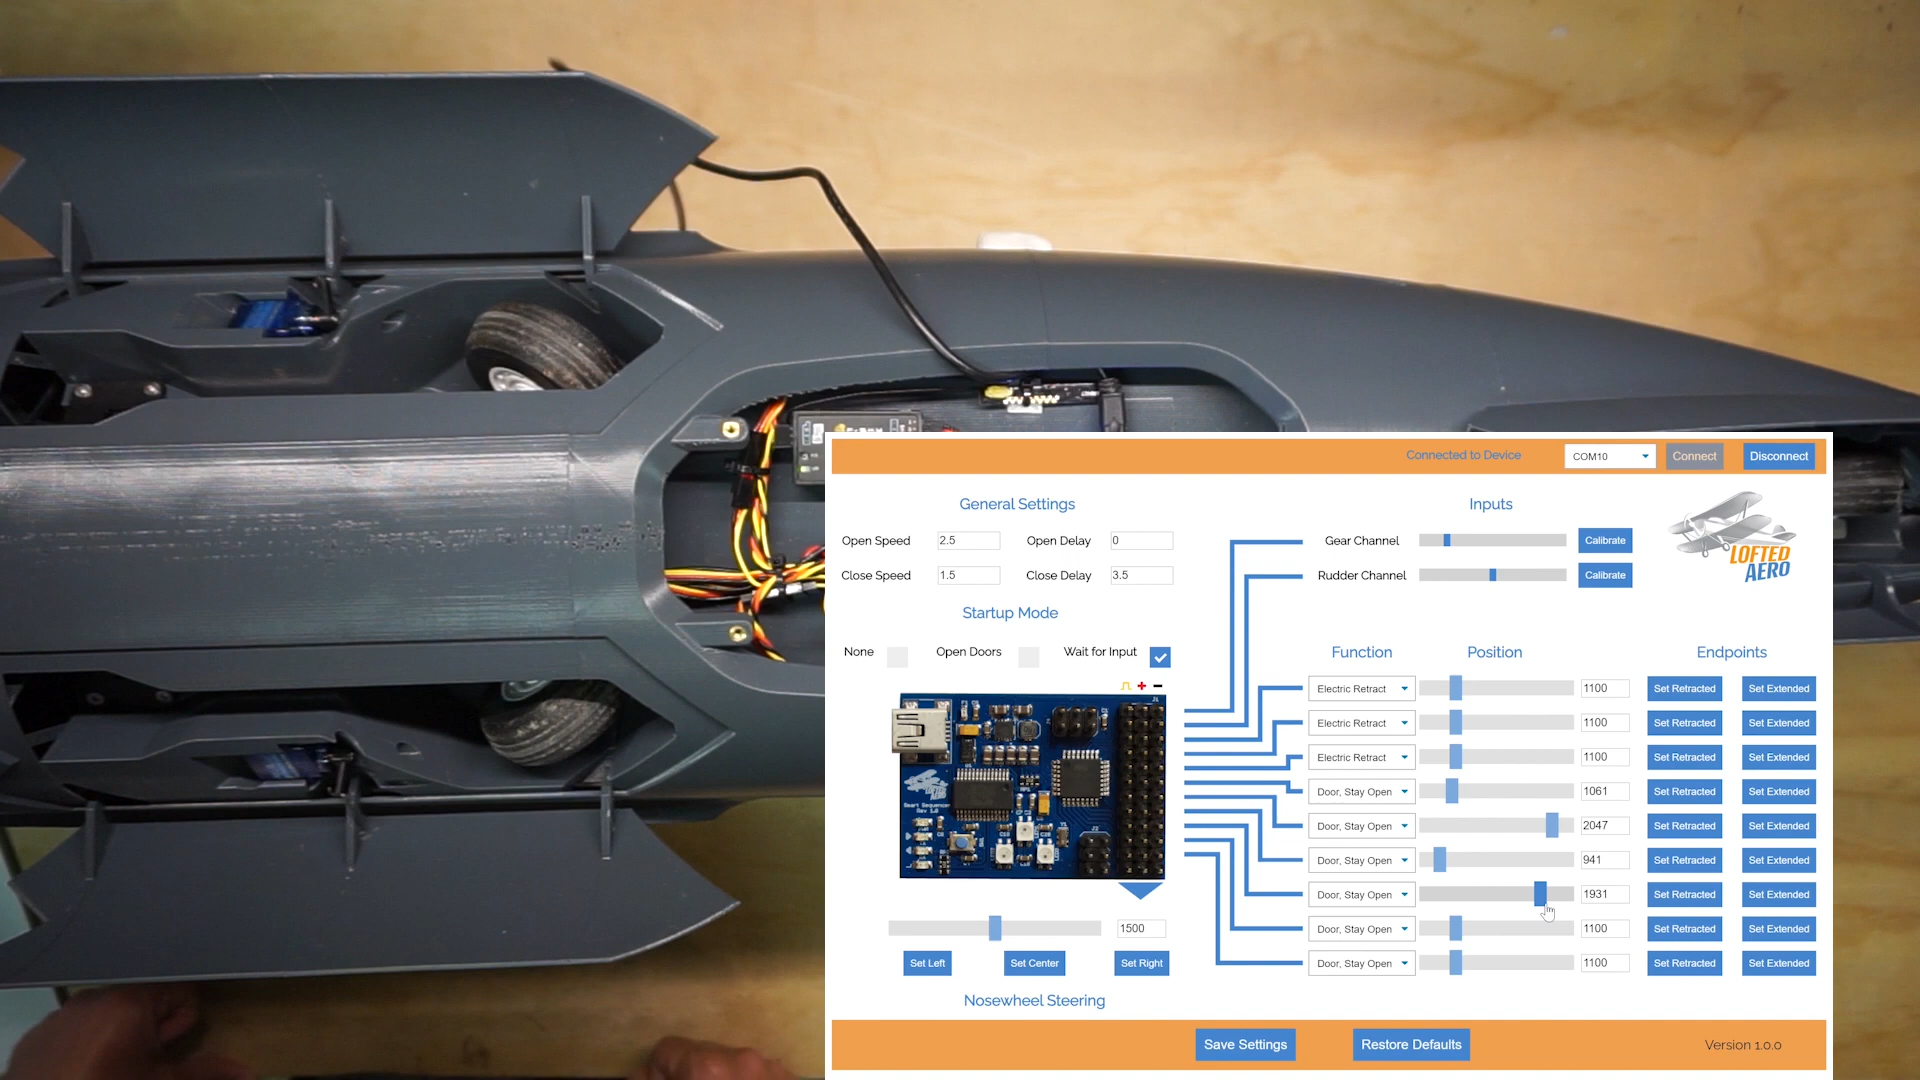 Connected to Device COM10 Connect Disconnect
General Settings Inputs
Open Speed 2.5 Open Delay 0 Gear Channel Calibrate
Close Speed 1.5 Close Delay 3.5 Rudder Channel Calibrate
LOFTED
AERO
Startup Mode
None Open Doors Wait for Input Function Position Endpoints
Electric Retract 1100 Set Retracted Set Extended
Electric Retract 1100 Set Retracted Set Extended
Electric Retract 1100 Set Retracted Set Extended
Door, Stay Open 1061 Set Retracted Set Extended
Door, Stay Open 2047 Set Retracted Set Extended
Door, Stay Open 941 Set Retracted Set Extended
Door, Stay Open 1931 Set Retracted Set Extended
1500 Door, Stay Open 1100 Set Retracted Set Extended
Set Left Set Center Set Right Door, Stay Open 1100 Set Retracted Set Extended
Nosewheel Steering
Save Settings Restore Defaults Version 1.0.0